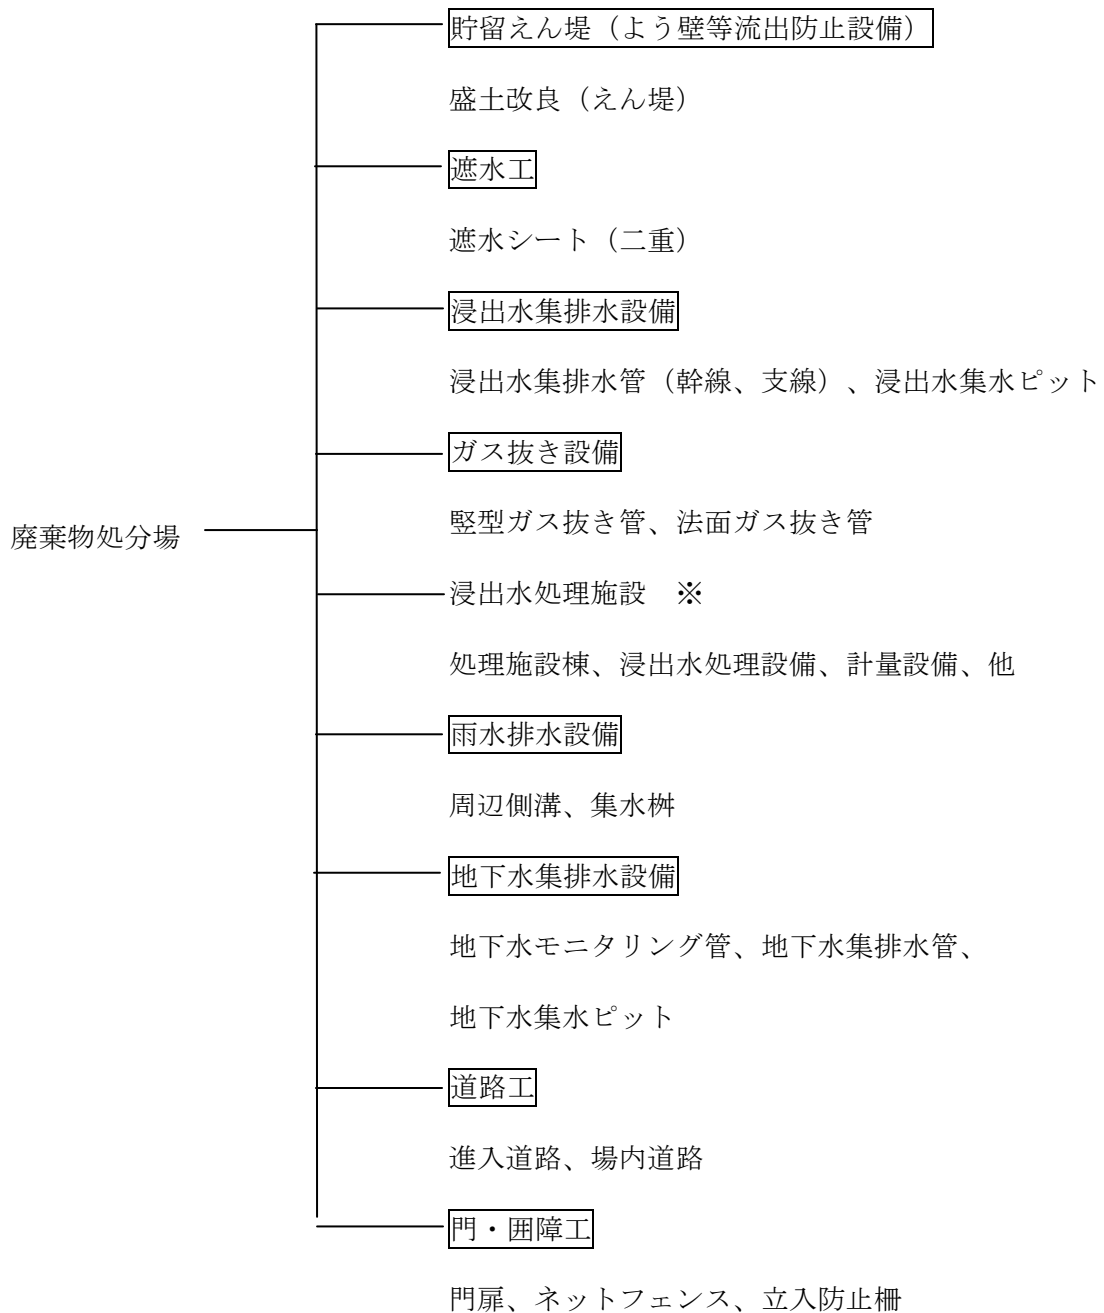 貯留えん堤（よう壁等流出防止設備）
盛土改良（えん堤）
遮水工
遮水シート（二重）
浸出水集排水設備
浸出水集排水管（幹線、支線）、浸出水集水ピット
ガス抜き設備
竪型ガス抜き管、法面ガス抜き管
廃棄物処分場
浸出水処理施設　※
処理施設棟、浸出水処理設備、計量設備、他
雨水排水設備
周辺側溝、集水桝
地下水集排水設備
地下水モニタリング管、地下水集排水管、
地下水集水ピット
道路工
進入道路、場内道路
門・囲障工
門扉、ネットフェンス、立入防止柵